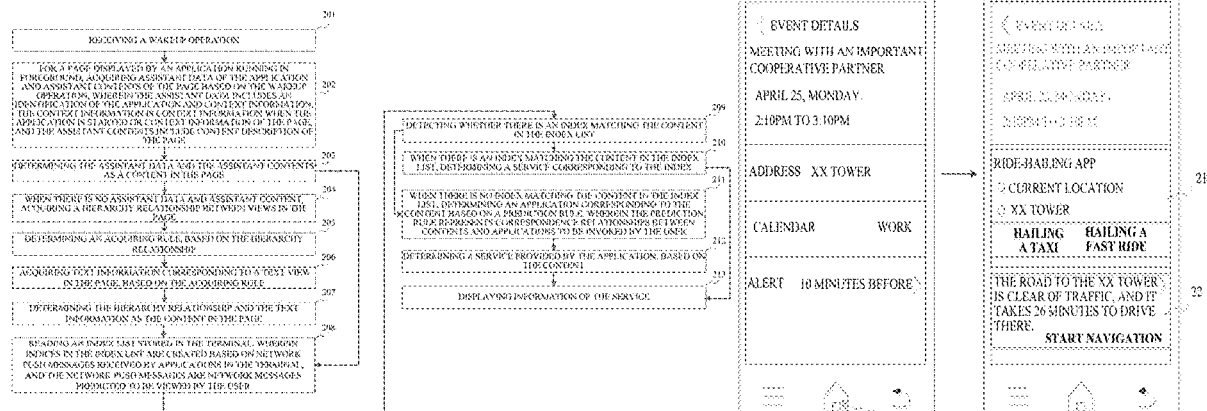 201
RECEIVING A WAKEUP OPERATION
FOR A PAGE DISPLAYED BY AN APPLICATION RUNNING IN
FOREGROUND, ACQUIRING ASSISTANT DATA OF THE APPLICATION
AND ASSISTANT CONTENTS OF THE PAGE BASED ON THE WAKEUP
OPERATION, WHEREIN THE ASSISTANT DATA INCLUDES AN
IDENTIFICATION OF THE APPLICATION AND CONTEXT INFORMATION,
THE CONTEXT INFORMATION IN CONTEXT INFORMATION WHEN THE
APPLICATION IS STARTED OR CONTEXT INFORMATION OF THE PAGE,
AND THE ASSISTANT CONTENTS INCLUDE CONTENT DESCRIPTION OF
THE PAGE
202
203
DETERMINING THE ASSISTANT DATA AND THE ASSISTANT CONTENTS
AS A CONTENT IN THE PAGE
204
WHEN THERE IS NO ASSISTANT DATA AND ASSISTANT CONTENT,
ACQUIRING A HIERARCHY RELATIONSHIP BETWEEN VIEWS IN THE
PAGE
205
DETERMINING AN ACQUIRING RULE, BASED ON THE HIERARCHY
RELATIONSHIP
206
ACQUIRING TEXT INFORMATION CORRESPONDING TO A TEXT VIEW
IN THE PAGE, BASED ON THE ACQUIRING RULE
207
DETERMINING THE HIERARCHY RELATIONSHIP AND THE TEXT
INFORMATION AS THE CONTENT IN THE PAGE
208
READING AN INDEX LIST STORED IN THE TERMINAL, WHEREIN
INDICES IN THE INDEX LIST ARE CREATED BASED ON NETWORK
PUSH MESSAGES RECEIVED BY APPLICATIONS IN THE TERMINAL,
AND THE NETWORK PUSH MESSAGES ARE NETWORK MESSAGES
PREDICTED TO BE VIEWED BY THE USER
209
DETECTING WHETHER THERE IS AN INDEX MATCHING THE CONTENT
IN THE INDEX LIST
210
WHEN THERE IS AN INDEX MATCHING THE CONTENT IN THE INDEX
LIST, DETERMINING A SERVICE CORRESPONDING TO THE INDEX
211
WHEN THERE IS NO INDEX MATCHING THE CONTENT IN THE INDEX
LIST, DETERMINING AN APPLICATION CORRESPONDING TO THE
CONTENT BASED ON A PREDICTION RULE, WHEREIN THE PREDICTION
RULE REPRESENTS CORRESPONDENCE RELATIONSHIPS BETWEEN
CONTENTS AND APPLICATIONS TO BE INVOKED BY THE USER
212
DETERMINING A SERVICE PROVIDED BY THE APPLICATION, BASED
ON THE CONTENT
213
DISPLAYING INFORMATION OF THE SERVICE
EVENT DETAILS
MEETING WITH AN IMPORTANT
COOPERATIVE PARTNER
APRIL 25, MONDAY.
2:10PM TO 3:10PM
ADDRESS XX TOWER
CALENDAR WORK
ALERT 10 MINUTES BEFORE
EVENT DETAILS
MEETING WITH AN IMPORTANT
COOPERATIVE PARTNER
APRIL 25, MONDAY.
2:10PM TO 3:10PM
RIDE-HAILING APP
CURRENT LOCATION
XX TOWER
HAILING A TAXI HAILING A FAST RIDE
21
THE ROAD TO THE XX TOWER
IS CLEAR OF TRAFFIC, AND IT
TAKES 26 MINUTES TO DRIVE
THERE.
START NAVIGATION
22